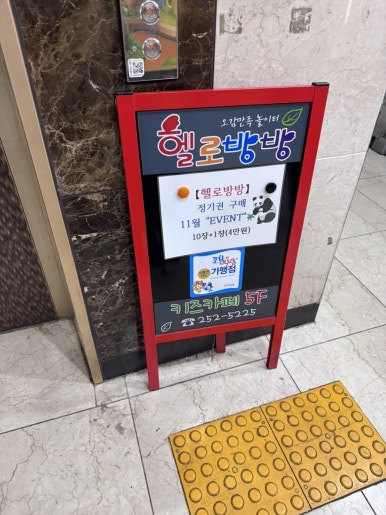 오감만족 놀이터
헬로방방
【헬로방방】
정기권 구매
11월 "EVENT"
10장+1장(4만원)
가맹점
키즈카페 5F
☎ 252-5225